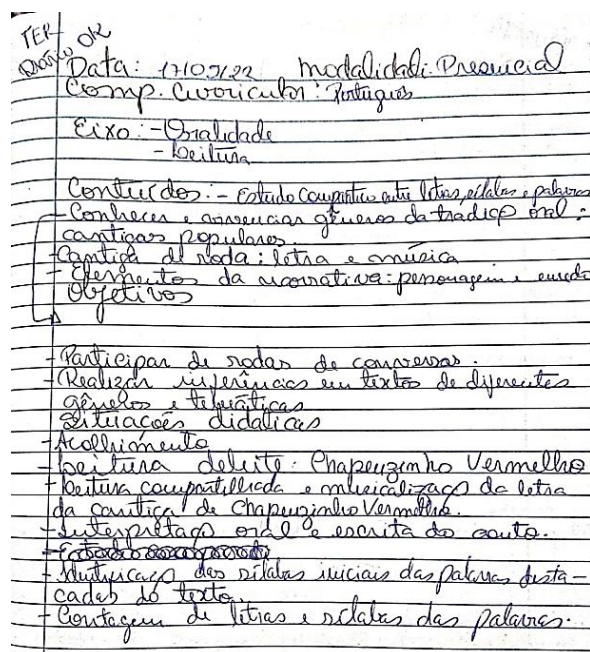 TER
DIÁRIO OK
Data: 17/05/22 Modalidade: Presencial
Comp. Curricular: Português
Eixo: - Oralidade
- Leitura
Conteúdos: - Estudo comparativo entre letras, sílabas e palavras
- Conhecer e vivenciar gêneros da tradição oral:
cantigas populares.
- Cantiga de roda: letra e música
- Elementos da narrativa: personagem e enredo
Objetivos
- Participar de rodas de conversas.
- Realizar inferências em textos de diferentes
gêneros e temáticas
Situações didáticas
- Acolhimento
- Leitura deleite: Chapeuzinho Vermelho
- Leitura compartilhada e musicalização da letra
da cantiga de Chapeuzinho Vermelho.
- Interpretação oral e escrita do conto.
- Identificação das sílabas iniciais das palavras desta-
cadas do texto.
- Contagem de letras e sílabas das palavras.